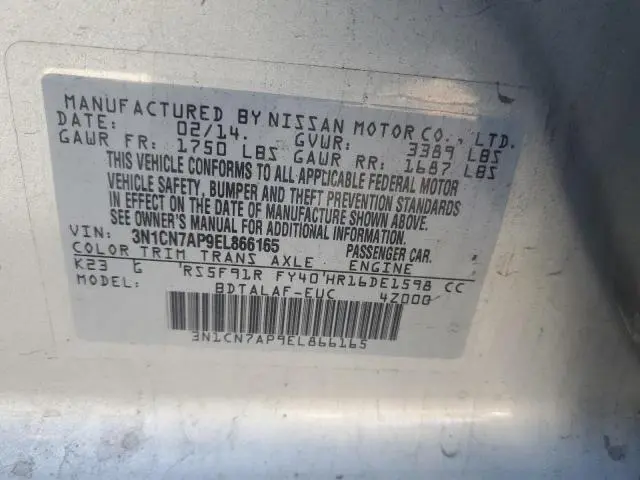 MANUFACTURED BY NISSAN MOTOR CO., LTD.
DATE: 02/14. GVWR: 3389 LBS
GAWR FR: 1750 LBS GAWR RR: 1687 LBS
THIS VEHICLE CONFORMS TO ALL APPLICABLE FEDERAL MOTOR
VEHICLE SAFETY, BUMPER AND THEFT PREVENTION STANDARDS
IN EFFECT ON THE DATE OF MANUFACTURE SHOWN ABOVE.
SEE OWNER'S MANUAL FOR ADDITIONAL INFORMATION.
VIN: 3N1CN7AP9EL866165 PASSENGER CAR.
COLOR TRIM TRANS AXLE ENGINE
K23 G 'RS5F91R FY40'HR16DE1598 CC
MODEL: BDTALAF-EUC 4Z000
3N1CN7AP9EL866165